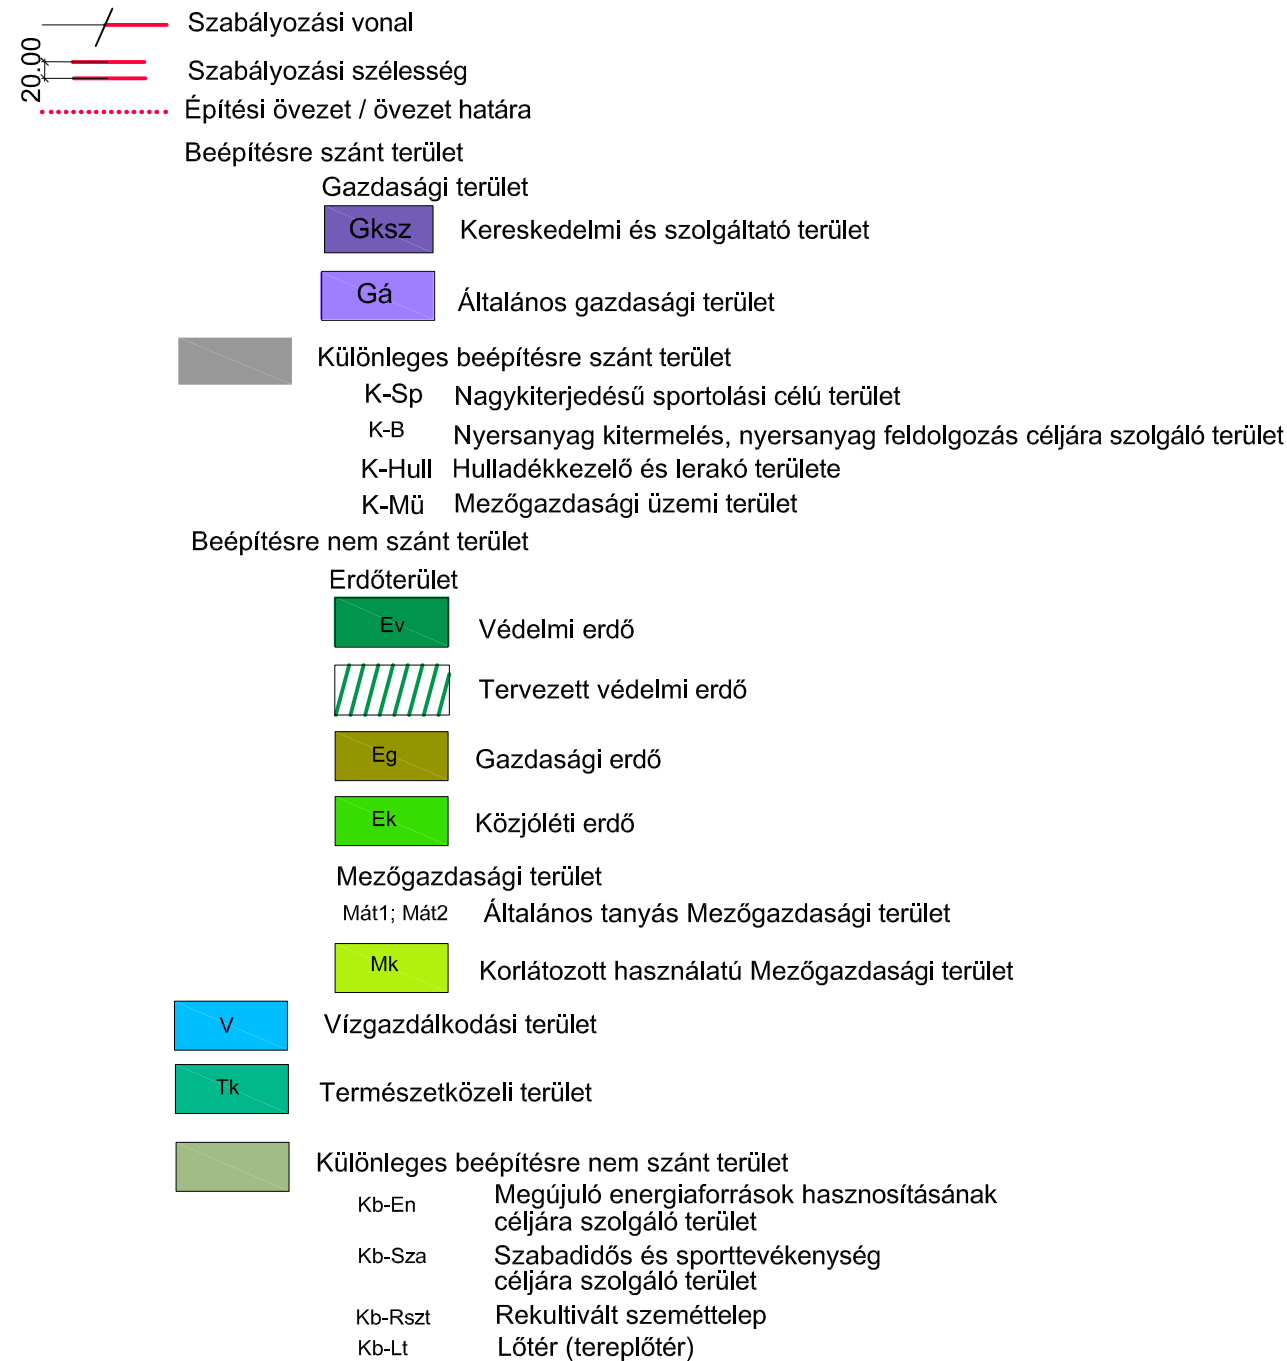 Szabályozási vonal
20.00 Szabályozási szélesség
Építési övezet / övezet határa
Beépítésre szánt terület
Gazdasági terület
Gksz Kereskedelmi és szolgáltató terület
Gá Általános gazdasági terület
Különleges beépítésre szánt terület
K-Sp Nagykiterjedésű sportolási célú terület
K-B Nyersanyag kitermelés, nyersanyag feldolgozás céljára szolgáló terület
K-Hull Hulladékkezelő és lerakó területe
K-Mü Mezőgazdasági üzemi terület
Beépítésre nem szánt terület
Erdőterület
Ev Védelmi erdő
Tervezett védelmi erdő
Eg Gazdasági erdő
Ek Közjóléti erdő
Mezőgazdasági terület
Mát1; Mát2 Általános tanyás Mezőgazdasági terület
Mk Korlátozott használatú Mezőgazdasági terület
V Vízgazdálkodási terület
Tk Természetközeli terület
Különleges beépítésre nem szánt terület
Kb-En Megújuló energiaforrások hasznosításának
céljára szolgáló terület
Kb-Sza Szabadidős és sporttevékenység
céljára szolgáló terület
Kb-Rszt Rekultivált szeméttelep
Kb-Lt Lőtér (tereplőtér)